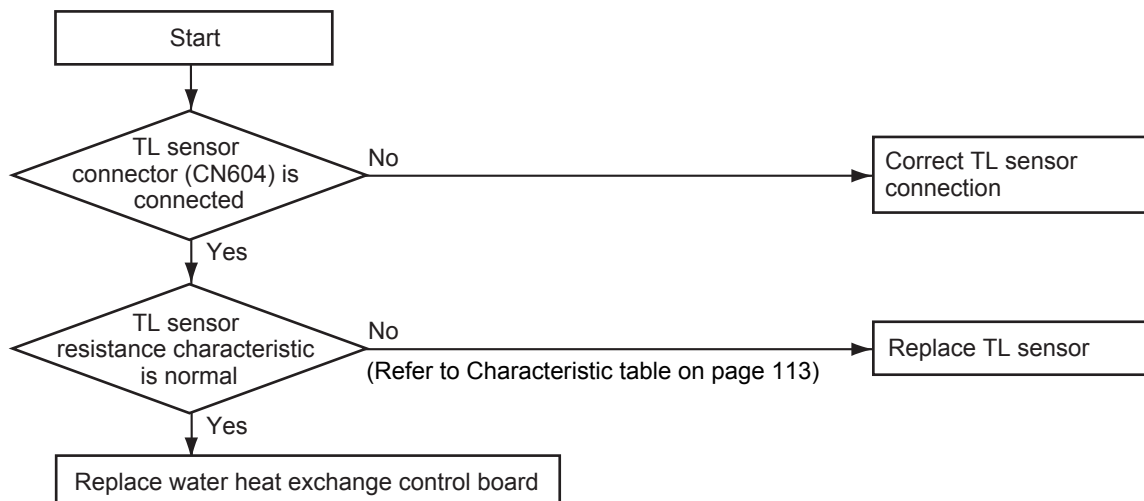 Start
TL sensor
connector (CN604) is
connected
No
Correct TL sensor
connection
Yes
TL sensor
resistance characteristic
is normal
No
(Refer to Characteristic table on page 113)
Replace TL sensor
Yes
Replace water heat exchange control board